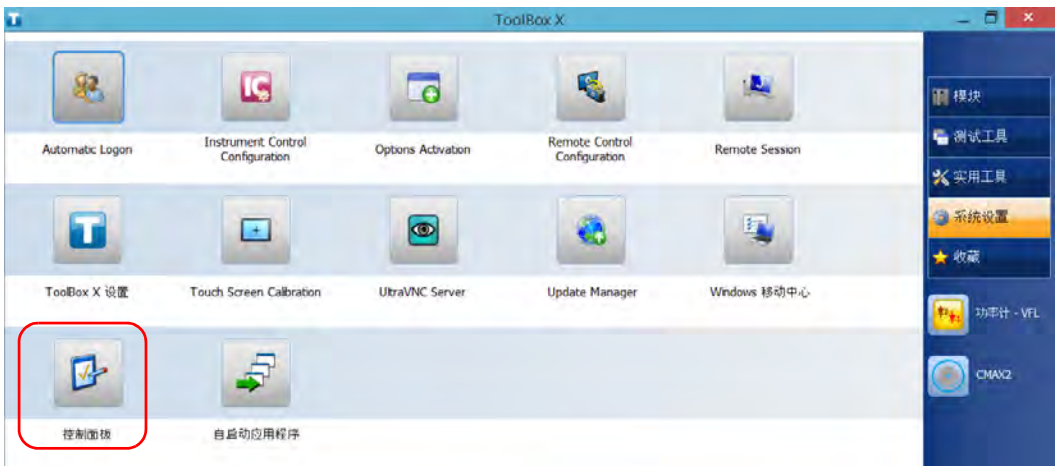 ToolBox X
Automatic Logon
Instrument Control
Configuration
Options Activation
Remote Control
Configuration
Remote Session
ToolBox X 设置
Touch Screen Calibration
UltraVNC Server
Update Manager
Windows 移动中心
控制面板
自启动应用程序
模块
测试工具
实用工具
系统设置
收藏
功率计 - VFL
CMAX2